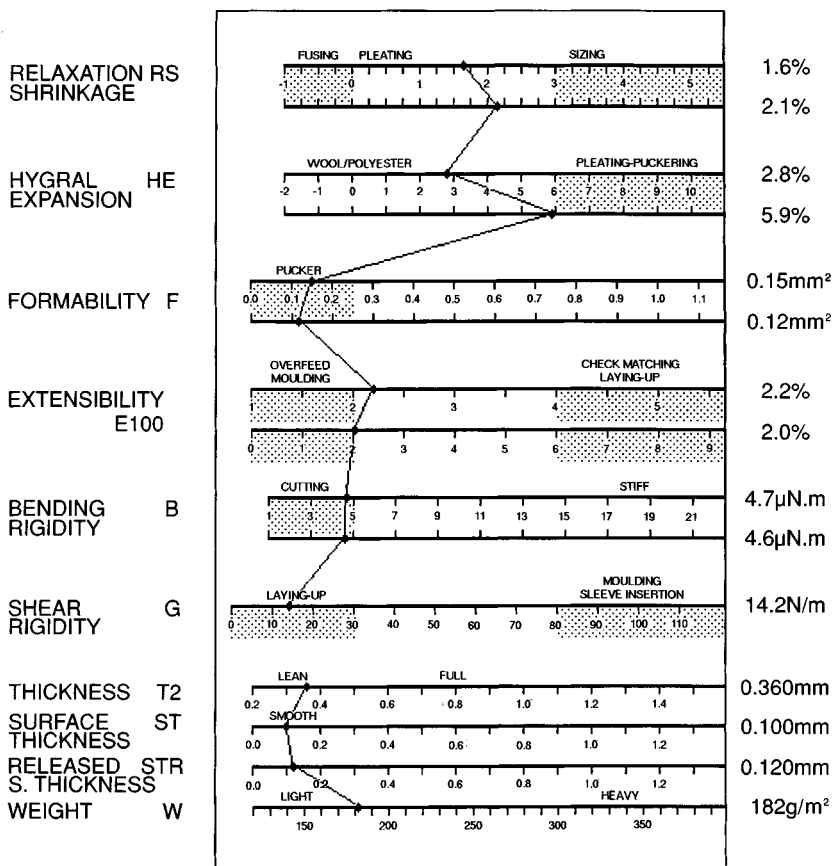 FUSING PLEATING SIZING
RELAXATION RS 1.6%
SHRINKAGE
-1 0 1 2 3 4 5
2.1%
WOOL/POLYESTER PLEATING-PUCKERING
HYGRAL HE 2.8%
EXPANSION
-2 -1 0 1 2 3 4 5 6 7 8 9 10
5.9%
PUCKER
0.15mm²
FORMABILITY F
0.0 0.1 0.2 0.3 0.4 0.5 0.6 0.7 0.8 0.9 1.0 1.1
0.12mm²
OVERFEED CHECK MATCHING
MOULDING LAYING-UP
EXTENSIBILITY 2.2%
E100
1 2 3 4 5
2.0%
0 1 2 3 4 5 6 7 8 9
CUTTING STIFF
BENDING B 4.7µN.m
RIGIDITY
1 3 5 7 9 11 13 15 17 19 21
4.6µN.m
LAYING-UP MOULDING
SLEEVE INSERTION
SHEAR G 14.2N/m
RIGIDITY
0 10 20 30 40 50 60 70 80 90 100 110
LEAN FULL
THICKNESS T2 0.360mm
0.2 0.4 0.6 0.8 1.0 1.2 1.4
SMOOTH
SURFACE ST 0.100mm
THICKNESS
0.0 0.2 0.4 0.6 0.8 1.0 1.2
RELEASED STR 0.120mm
S. THICKNESS
0.0 0.2 0.4 0.6 0.8 1.0 1.2
LIGHT HEAVY
WEIGHT W 182g/m²
150 200 250 300 350